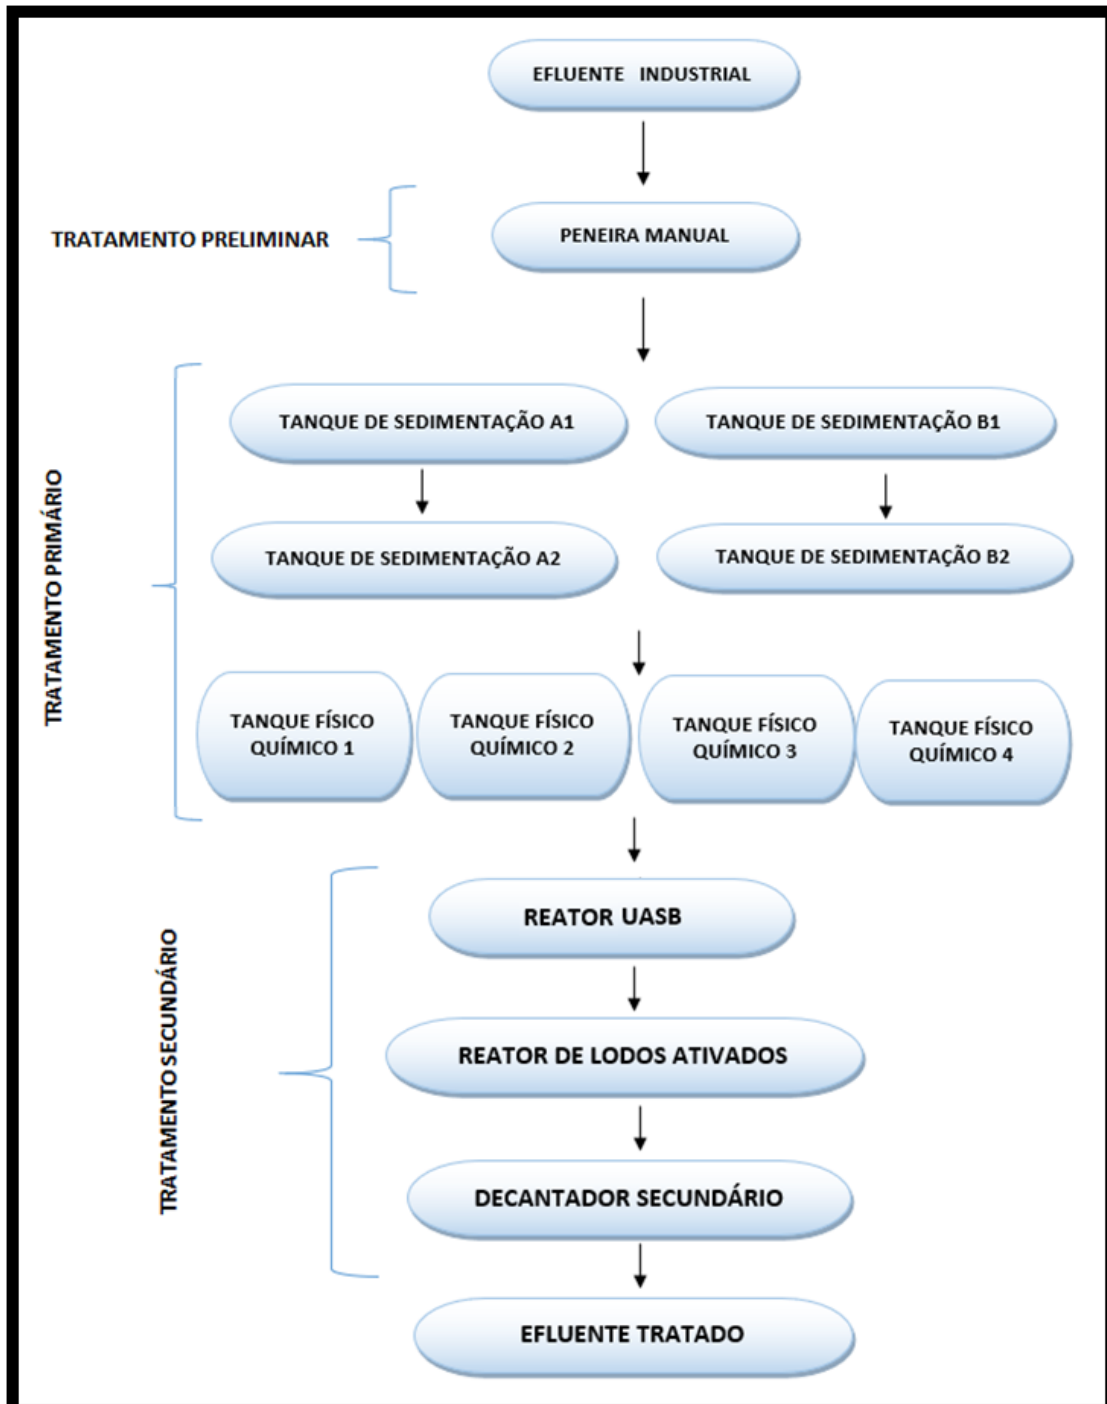 EFLUENTE INDUSTRIAL
TRATAMENTO PRELIMINAR
PENEIRA MANUAL
TRATAMENTO PRIMÁRIO
TANQUE DE SEDIMENTAÇÃO A1
TANQUE DE SEDIMENTAÇÃO B1
TANQUE DE SEDIMENTAÇÃO A2
TANQUE DE SEDIMENTAÇÃO B2
TANQUE FÍSICO
QUÍMICO 1
TANQUE FÍSICO
QUÍMICO 2
TANQUE FÍSICO
QUÍMICO 3
TANQUE FÍSICO
QUÍMICO 4
TRATAMENTO SECUNDÁRIO
REATOR UASB
REATOR DE LODOS ATIVADOS
DECANTADOR SECUNDÁRIO
EFLUENTE TRATADO